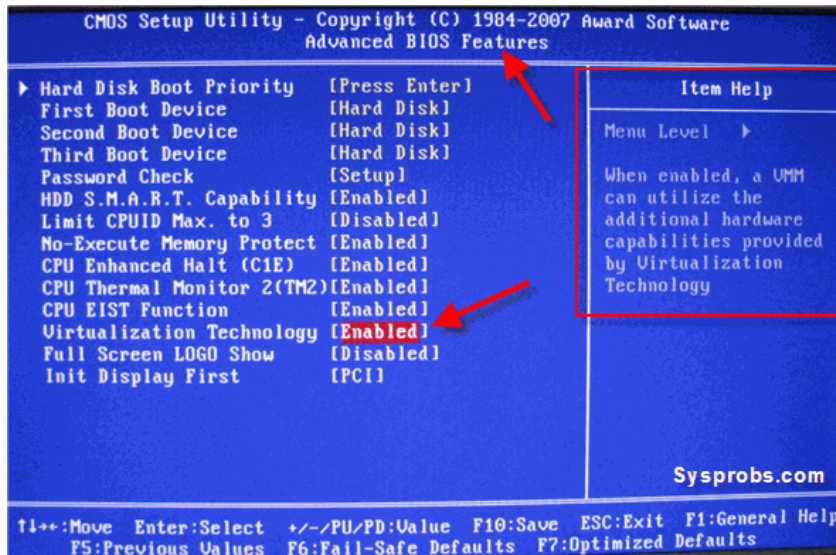 CMOS Setup Utility - Copyright (C) 1984-2007 Award Software
Advanced BIOS Features
Hard Disk Boot Priority [Press Enter]
First Boot Device [Hard Disk]
Second Boot Device [Hard Disk]
Third Boot Device [Hard Disk]
Password Check [Setup]
HDD S.M.A.R.T. Capability [Enabled]
Limit CPUID Max. to 3 [Disabled]
No-Execute Memory Protect [Enabled]
CPU Enhanced Halt (C1E) [Enabled]
CPU Thermal Monitor 2(TM2)[Enabled]
CPU EIST Function [Enabled]
Virtualization Technology [Enabled]
Full Screen LOGO Show [Disabled]
Init Display First [PCI]
Item Help
Menu Level
When enabled, a VMM
can utilize the
additional hardware
capabilities provided
by Virtualization
Technology
Sysprobs.com
↑↓→←:Move Enter:Select +/-/PU/PD:Value F10:Save ESC:Exit F1:General Help
F5:Previous Values F6:Fail-Safe Defaults F7:Optimized Defaults